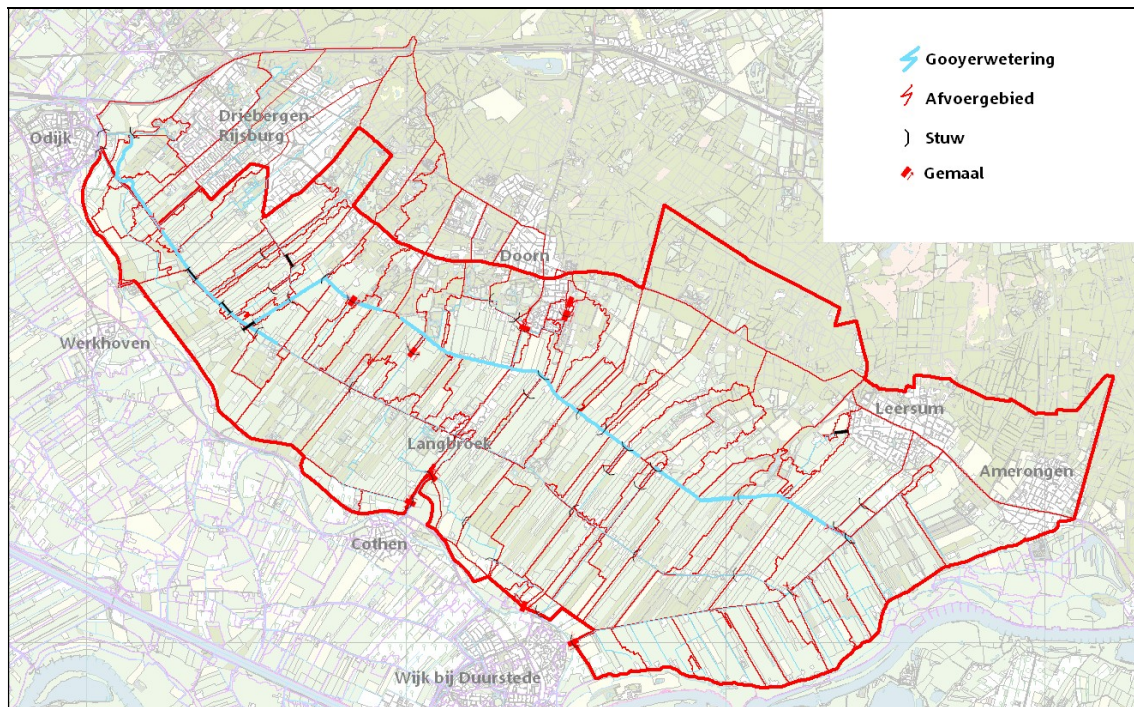 Gooyerwetering
Afvoergebied
Stuw
Gemaal
Odijk
Driebergen-
Rijsburg
Doorn
Werkhoven
Leersum
Langbroek
Amerongen
Cothen
Wijk bij Duurstede